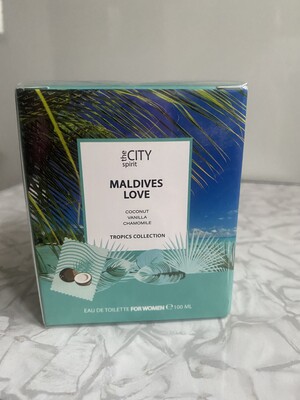 the CITY
spirit
MALDIVES
LOVE
COCONUT
VANILLA
CHAMOMILE
TROPICS COLLECTION
EAU DE TOILETTE FOR WOMEN ℮ 100 ML